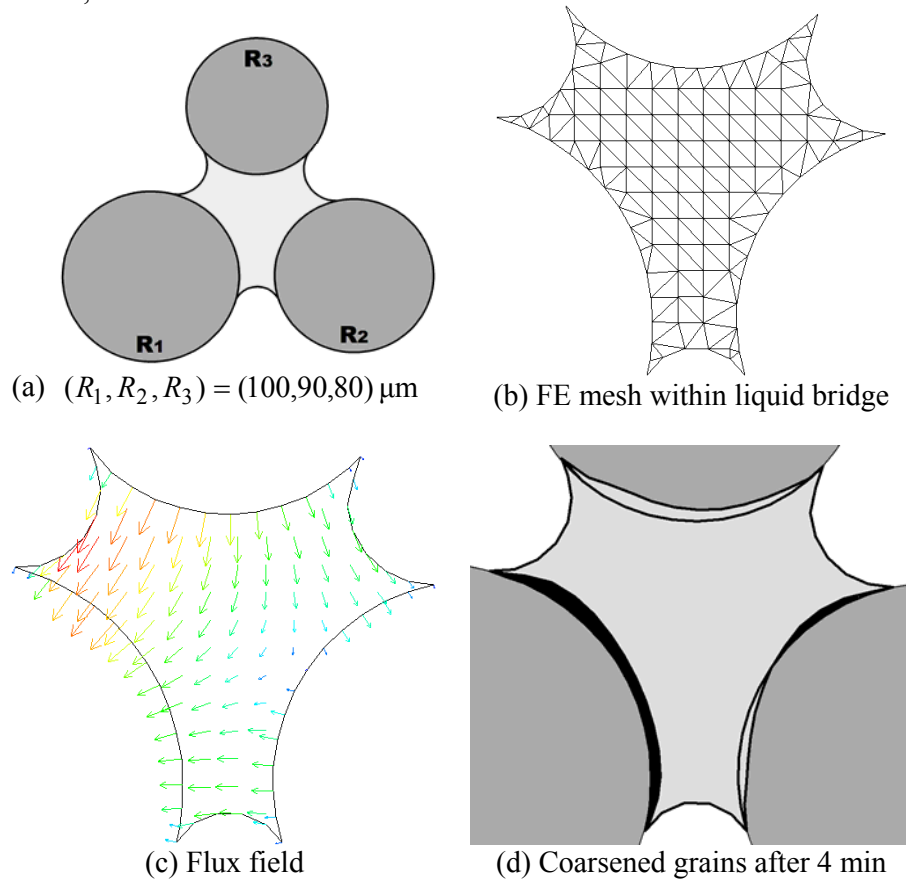 R3
R1
R2
(a) (R₁, R₂, R₃) = (100,90,80) μm
(b) FE mesh within liquid bridge
(c) Flux field
(d) Coarsened grains after 4 min